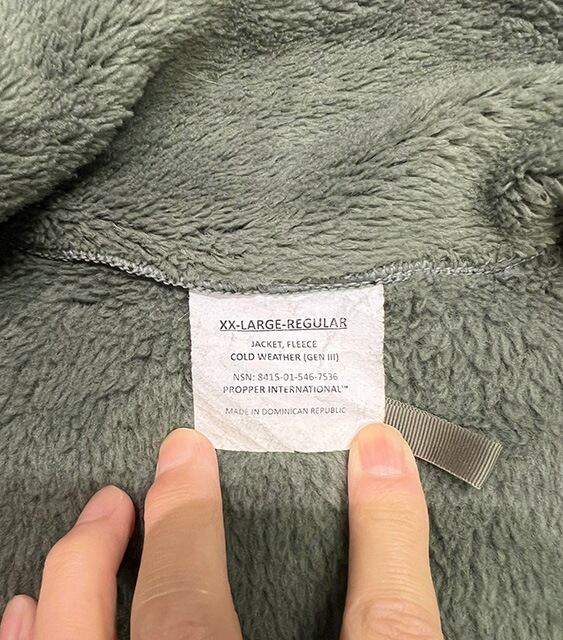 XX-LARGE-REGULAR
JACKET, FLEECE
COLD WEATHER (GEN III)
NSN: 8415-01-546-7536
PROPPER INTERNATIONAL™
MADE IN DOMINICAN REPUBLIC